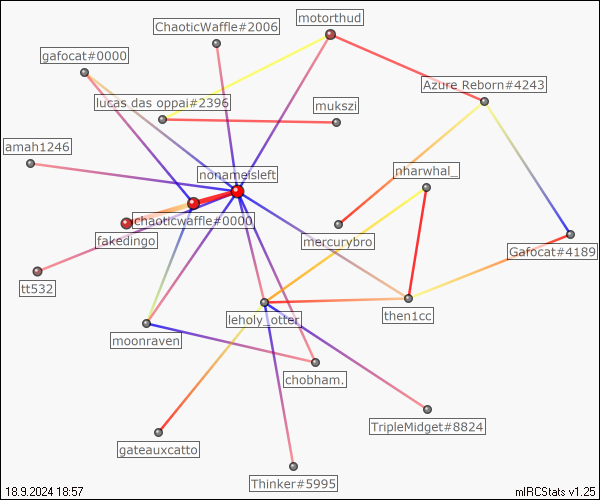 motorthud
ChaoticWaffle#2006
gafocat#0000
Azure Reborn#4243
lucas das oppai#2396
mukszi
amah1246
nonameisleft
nharwhal_
chaoticwaffle#0000
fakedingo
mercurybro
Gafocat#4189
tt532
leholy_otter
then1cc
moonraven
chobham.
TripleMidget#8824
gateauxcatto
Thinker#5995
18.9.2024 18:57
mIRCStats v1.25